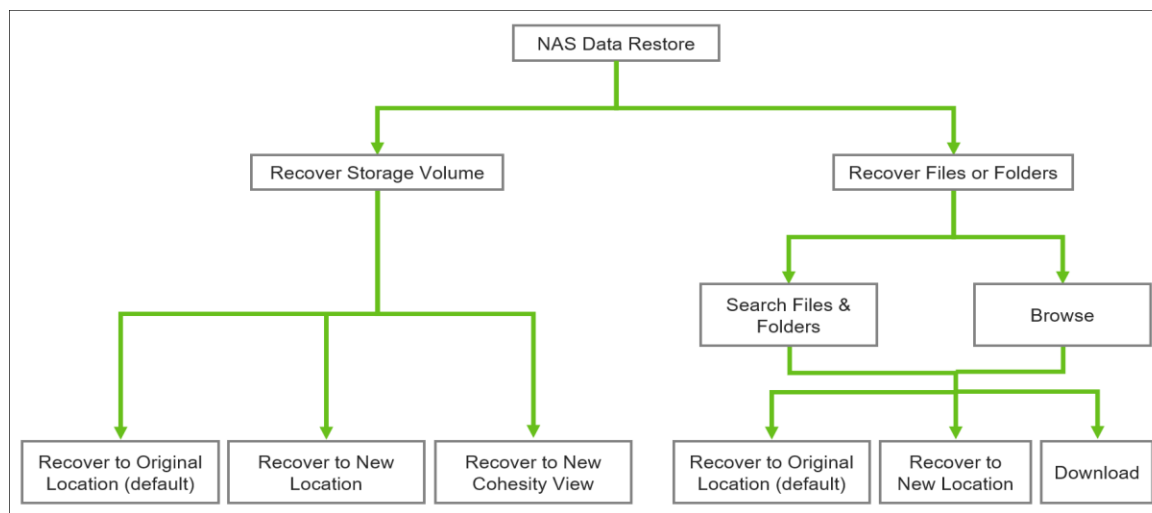 NAS Data Restore
Recover Storage Volume
Recover Files or Folders
Search Files &
Folders
Browse
Recover to Original
Location (default)
Recover to New
Location
Recover to New
Cohesity View
Recover to Original
Location (default)
Recover to
New Location
Download